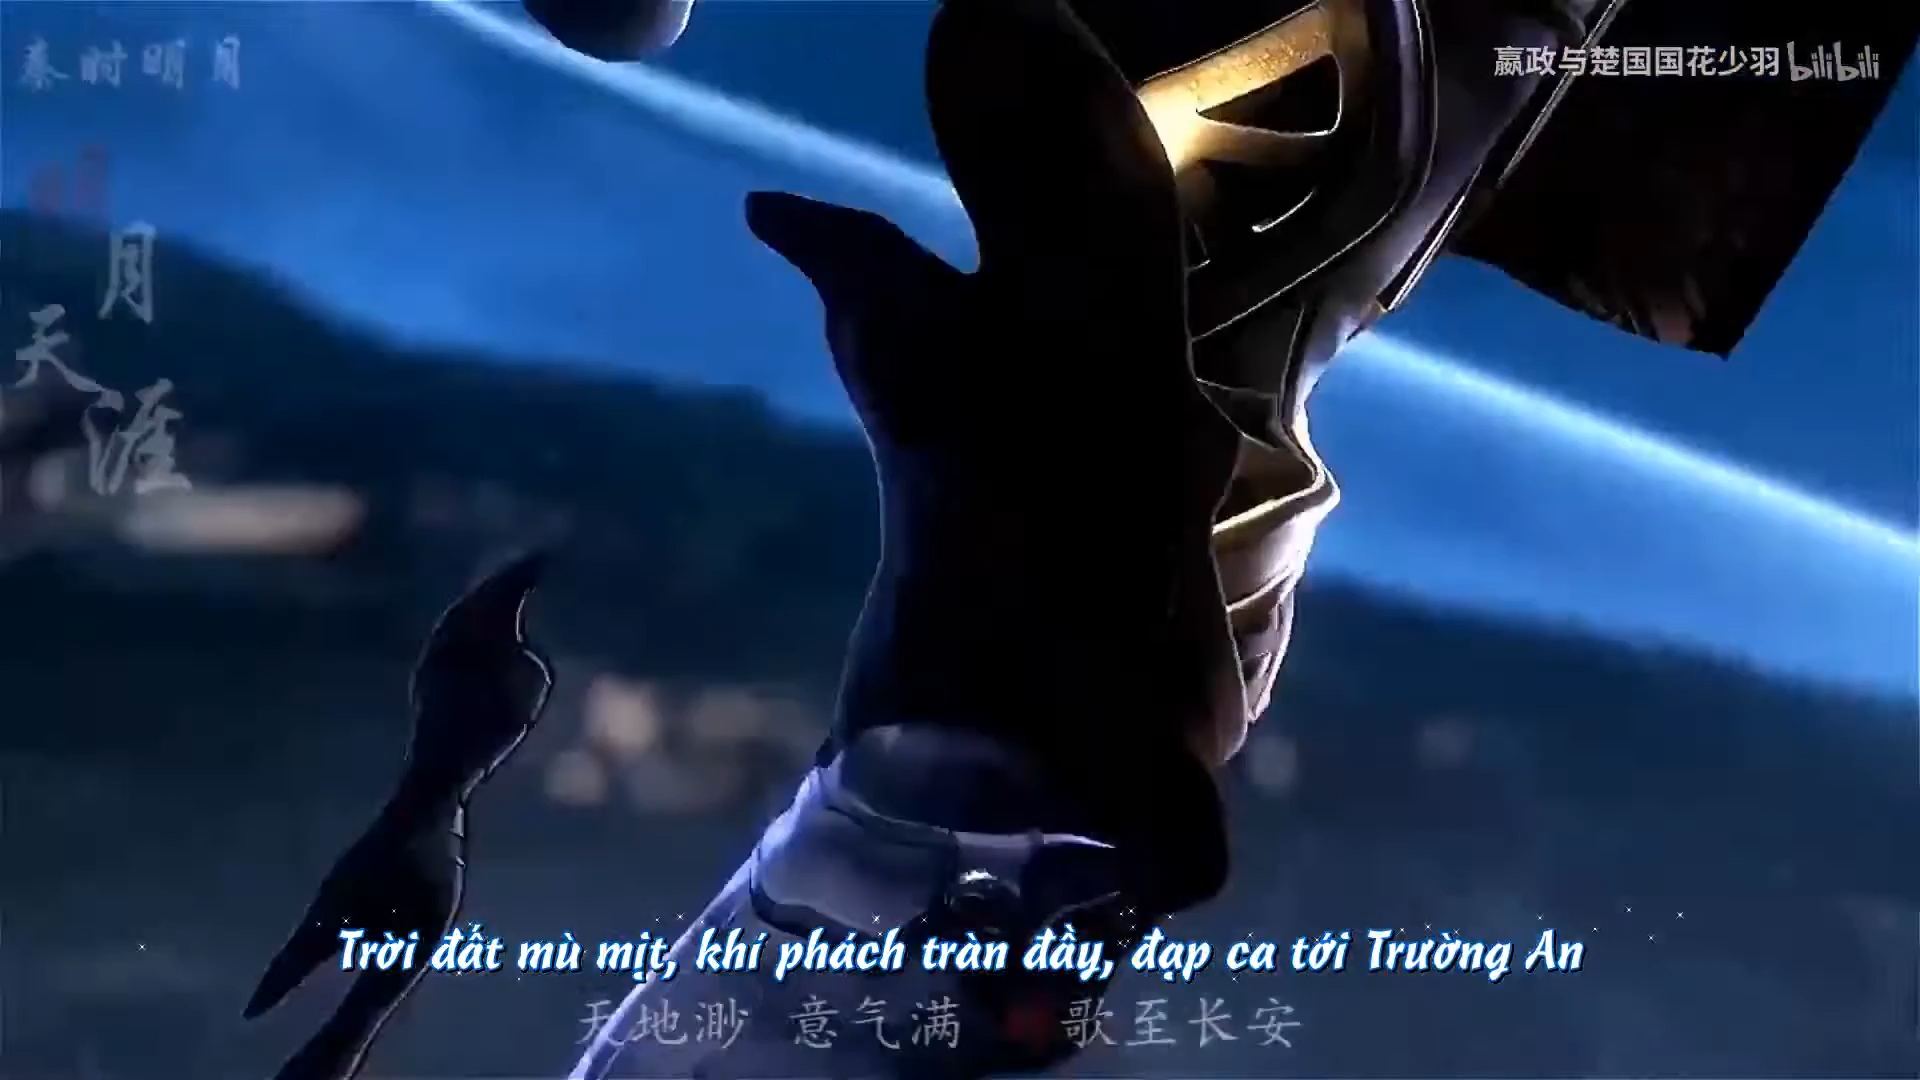 秦时明月
嬴政与楚国国花少羽 bilibili
明月
天涯
Trời đất mù mịt, khí phách tràn đầy, đạp ca tới Trường An
天地渺 意气满 歌至长安